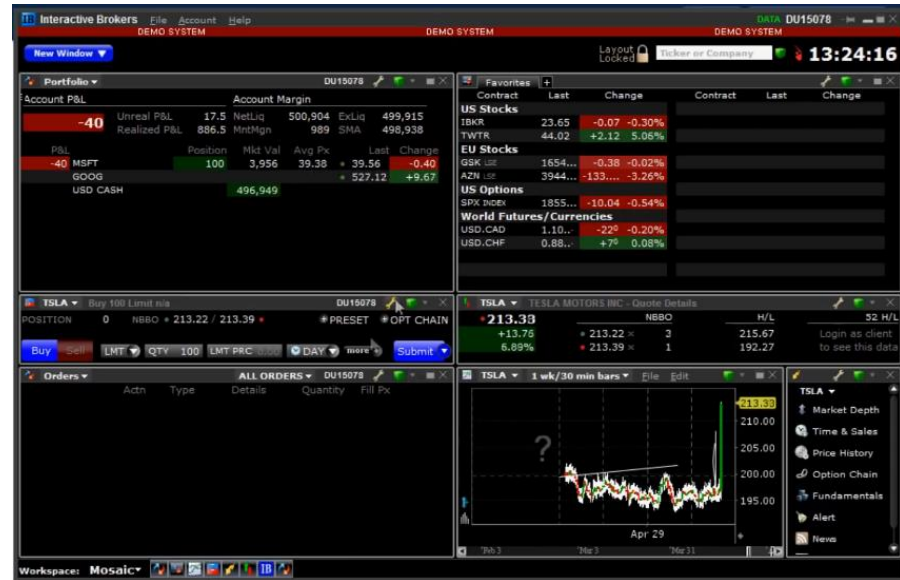 Interactive Brokers File Account Help DATA DU15078
DEMO SYSTEM DEMO SYSTEM DEMO SYSTEM
New Window Layout Locked Ticker or Company 13:24:16
Portfolio DU15078
Account P&L Account Margin
-40 Unreal P&L 17.5 NetLiq 500,904 ExLiq 499,915
Realized P&L 886.5 MntMgn 989 SMA 498,938
P&L Position Mkt Val Avg Px Last Change
-40 MSFT 100 3,956 39.38 39.56 -0.40
GOOG 527.12 +9.67
USD CASH 496,949
Favorites +
Contract Last Change Contract Last Change
US Stocks
IBKR 23.65 -0.07 -0.30%
TWTR 44.02 +2.12 5.06%
EU Stocks
GSK LSE 1654... -0.38 -0.02%
AZN LSE 3944... -133.... -3.26%
US Options
SPX INDEX 1855... -10.04 -0.54%
World Futures/Currencies
USD.CAD 1.10... -22⁰ -0.20%
USD.CHF 0.88... +7⁰ 0.08%
TSLA Buy 100 Limit n/a DU15078
POSITION 0 NBBO 213.22 / 213.39 PRESET OPT CHAIN
Buy Sell LMT QTY 100 LMT PRC 0.00 DAY more Submit
TSLA TESLA MOTORS INC - Quote Details
213.33 NBBO H/L 52 H/L
+13.76 213.22 × 3 215.67 Login as client
6.89% 213.39 × 1 192.27 to see this data
Orders ALL ORDERS DU15078
Actn Type Details Quantity Fill Px
TSLA 1 wk/30 min bars File Edit
213.33
210.00
?
205.00
200.00
195.00
Apr 29
Feb 3 Mar 3 Mar 31
TSLA
Market Depth
Time & Sales
Price History
Option Chain
Fundamentals
Alert
News
Workspace: Mosaic IB